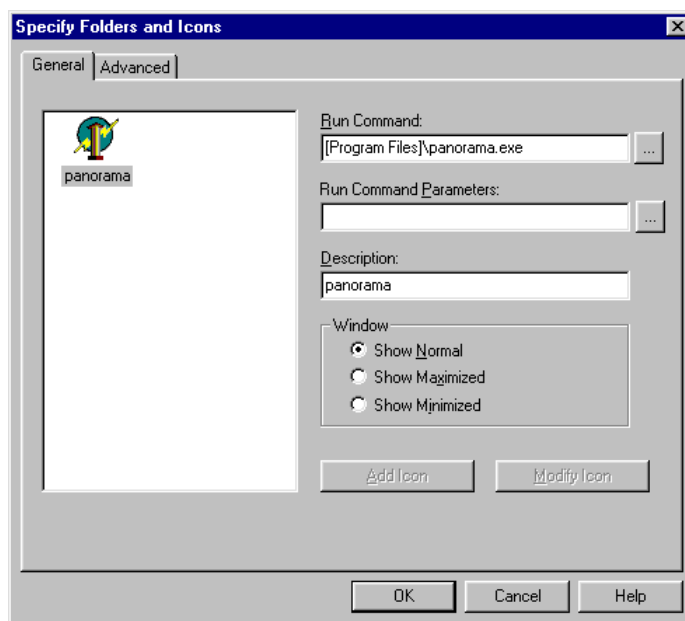 Specify Folders and Icons
General
Advanced
panorama
Run Command:
[Program Files]\panorama.exe
...
Run Command Parameters:
...
Description:
panorama
Window
Show Normal
Show Maximized
Show Minimized
Add Icon
Modify Icon
OK
Cancel
Help